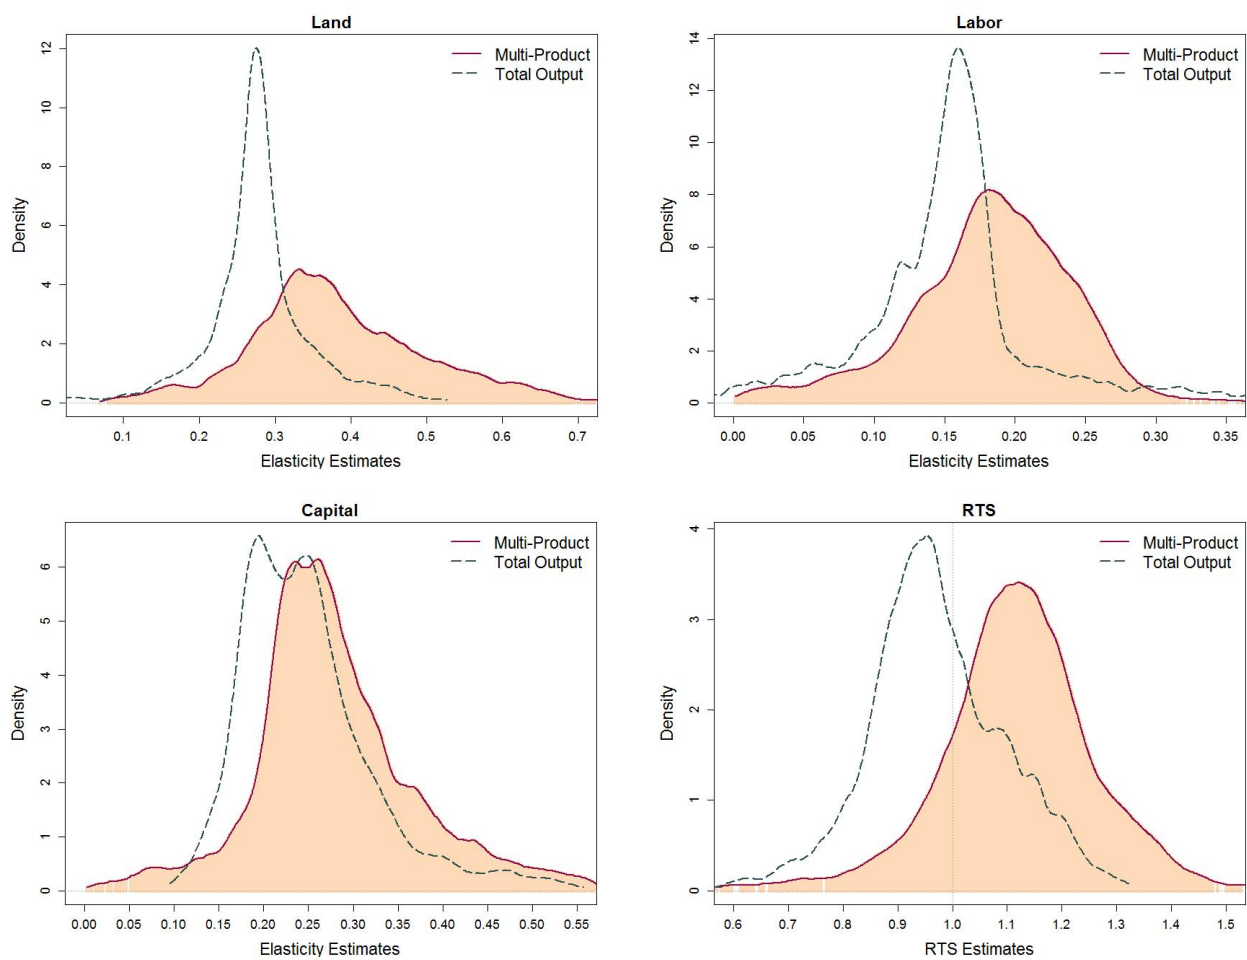 Land
Multi-Product
Total Output
Density
0 2 4 6 8 10 12
0.1 0.2 0.3 0.4 0.5 0.6 0.7
Elasticity Estimates
Labor
Multi-Product
Total Output
Density
0 2 4 6 8 10 12 14
0.00 0.05 0.10 0.15 0.20 0.25 0.30 0.35
Elasticity Estimates
Capital
Multi-Product
Total Output
Density
0 1 2 3 4 5 6
0.00 0.05 0.10 0.15 0.20 0.25 0.30 0.35 0.40 0.45 0.50 0.55
Elasticity Estimates
RTS
Multi-Product
Total Output
Density
0 1 2 3 4
0.6 0.7 0.8 0.9 1.0 1.1 1.2 1.3 1.4 1.5
RTS Estimates